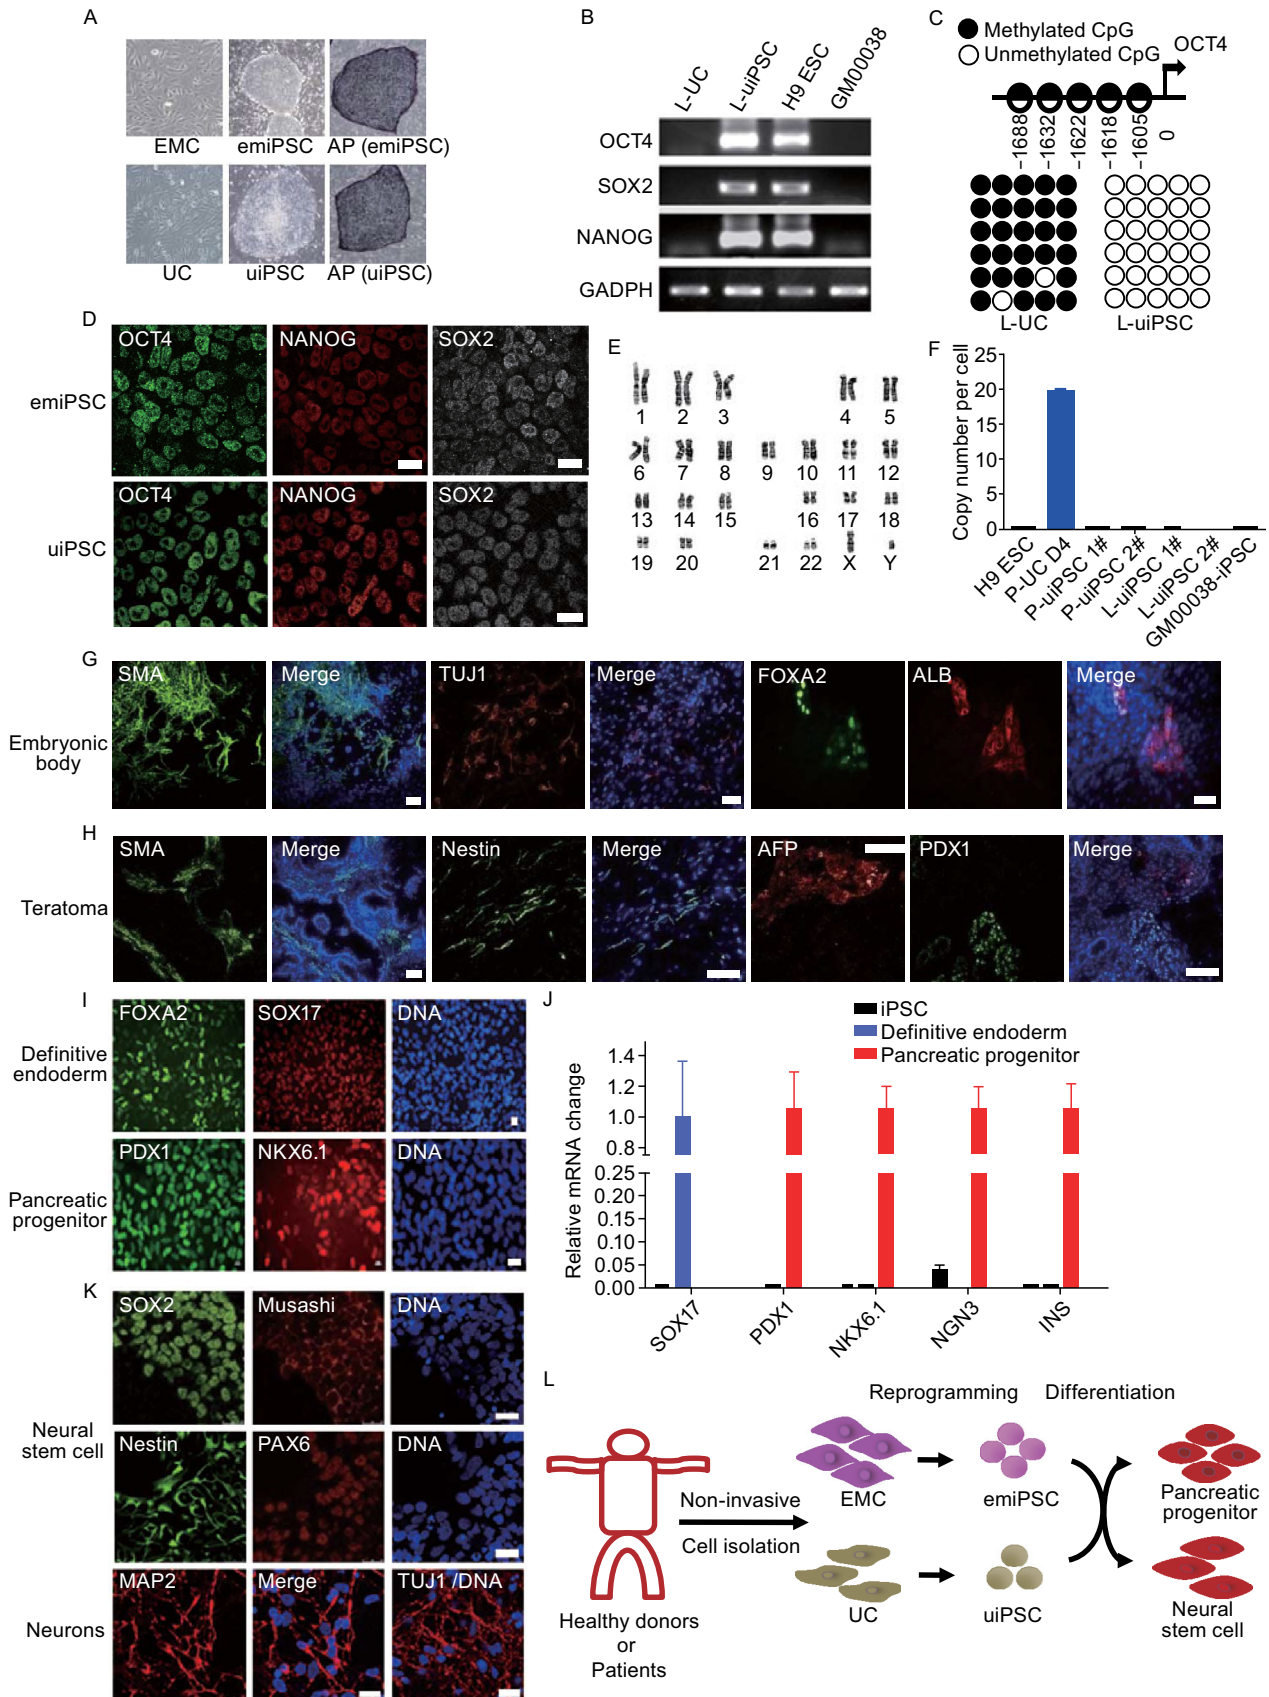 A
EMC
emiPSC
AP (emiPSC)
UC
uiPSC
AP (uiPSC)
B
L-UC
L-uiPSC
H9 ESC
GM00038
OCT4
SOX2
NANOG
GADPH
C
Methylated CpG
Unmethylated CpG
OCT4
–1688
–1632
–1622
–1618
–1605
0
L-UC
L-uiPSC
D
OCT4
NANOG
SOX2
emiPSC
OCT4
NANOG
SOX2
uiPSC
E
1
2
3
4
5
6
7
8
9
10
11
12
13
14
15
16
17
18
19
20
21
22
X
Y
F
Copy number per cell
25
20
15
10
5
0
H9 ESC
P-UC D4
P-uiPSC 1#
P-uiPSC 2#
L-uiPSC 1#
L-uiPSC 2#
GM00038-iPSC
G
Embryonic
body
SMA
Merge
TUJ1
Merge
FOXA2
ALB
Merge
H
Teratoma
SMA
Merge
Nestin
Merge
AFP
PDX1
Merge
I
Definitive
endoderm
FOXA2
SOX17
DNA
Pancreatic
progenitor
PDX1
NKX6.1
DNA
J
iPSC
Definitive endoderm
Pancreatic progenitor
Relative mRNA change
1.4
1.2
1.0
0.8
0.25
0.20
0.15
0.10
0.05
0.00
SOX17
PDX1
NKX6.1
NGN3
INS
K
Neural
stem cell
SOX2
Musashi
DNA
Nestin
PAX6
DNA
Neurons
MAP2
Merge
TUJ1 /DNA
L
Reprogramming
Differentiation
Non-invasive
Cell isolation
Healthy donors
or
Patients
EMC
emiPSC
UC
uiPSC
Pancreatic
progenitor
Neural
stem cell